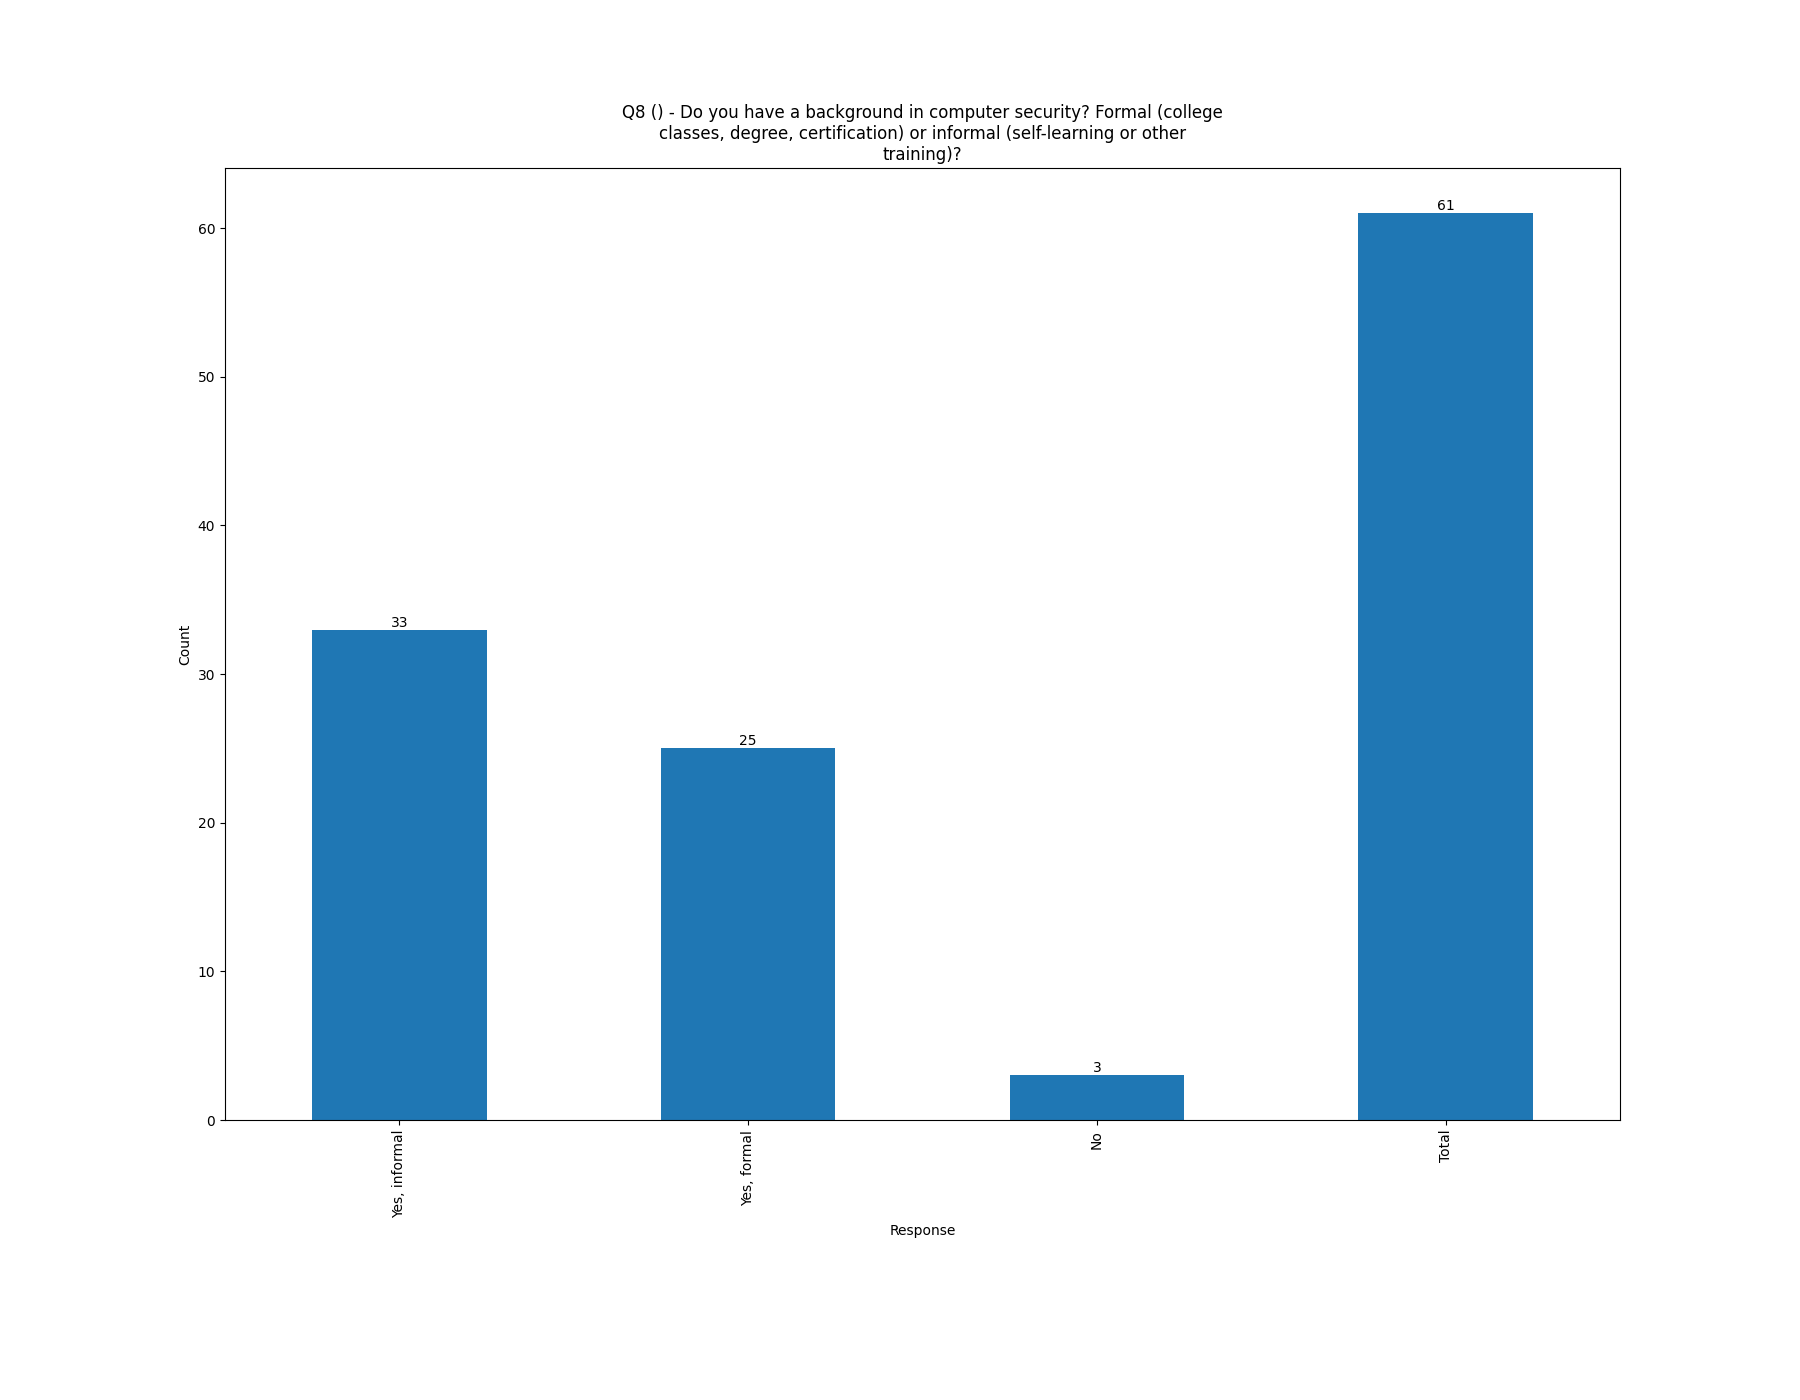 Q8 () - Do you have a background in computer security? Formal (college
classes, degree, certification) or informal (self-learning or other
training)?
61
60
50
40
33
Count
30
25
20
10
3
0
Yes, informal
Yes, formal
No
Total
Response